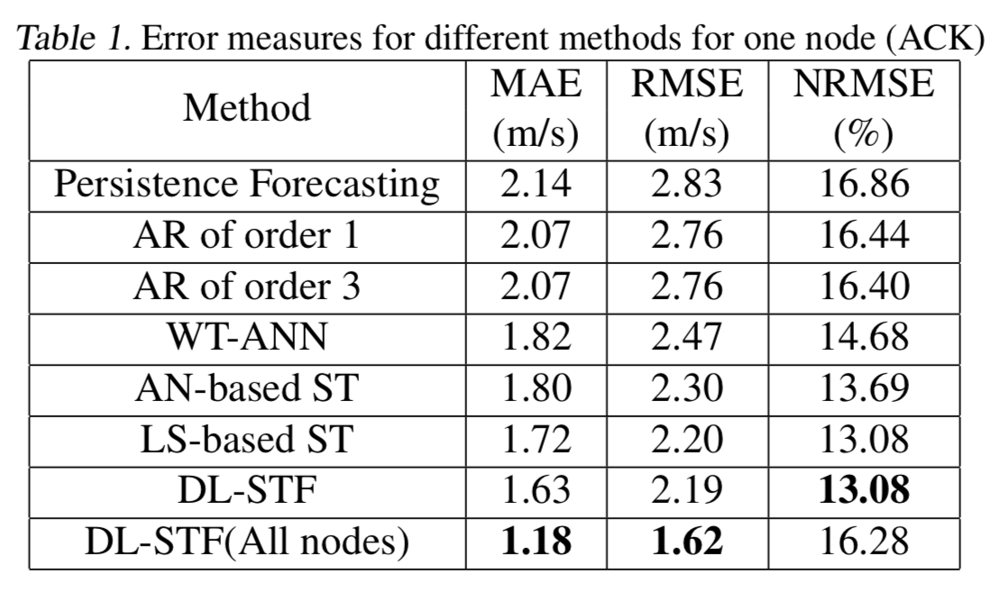 Table 1. Error measures for different methods for one node (ACK)
Method MAE (m/s) RMSE (m/s) NRMSE (%)
Persistence Forecasting 2.14 2.83 16.86
AR of order 1 2.07 2.76 16.44
AR of order 3 2.07 2.76 16.40
WT-ANN 1.82 2.47 14.68
AN-based ST 1.80 2.30 13.69
LS-based ST 1.72 2.20 13.08
DL-STF 1.63 2.19 13.08
DL-STF(All nodes) 1.18 1.62 16.28